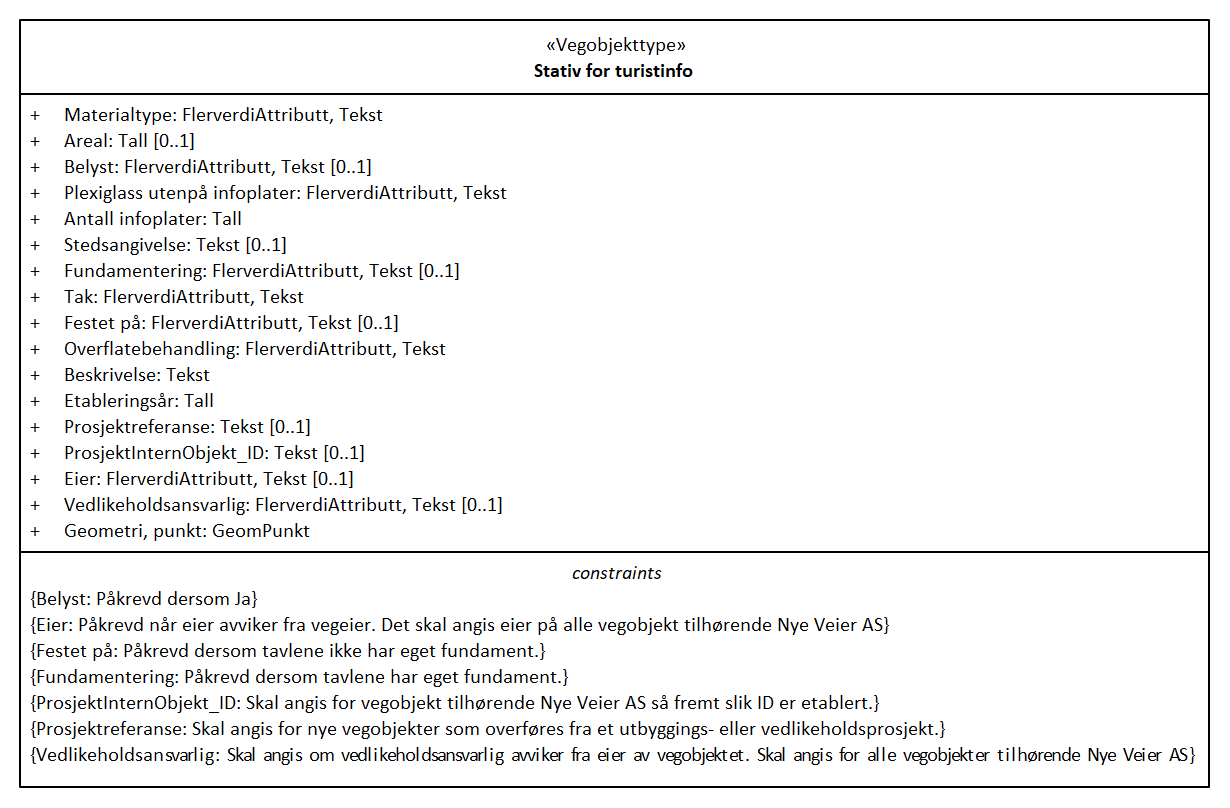 «Vegobjekttype»
Stativ for turistinfo
+ Materialtype: FlerverdiAttributt, Tekst
+ Areal: Tall [0..1]
+ Belyst: FlerverdiAttributt, Tekst [0..1]
+ Plexiglass utenpå infoplater: FlerverdiAttributt, Tekst
+ Antall infoplater: Tall
+ Stedsangivelse: Tekst [0..1]
+ Fundamentering: FlerverdiAttributt, Tekst [0..1]
+ Tak: FlerverdiAttributt, Tekst
+ Festet på: FlerverdiAttributt, Tekst [0..1]
+ Overflatebehandling: FlerverdiAttributt, Tekst
+ Beskrivelse: Tekst
+ Etableringsår: Tall
+ Prosjektreferanse: Tekst [0..1]
+ ProsjektInternObjekt_ID: Tekst [0..1]
+ Eier: FlerverdiAttributt, Tekst [0..1]
+ Vedlikeholdsansvarlig: FlerverdiAttributt, Tekst [0..1]
+ Geometri, punkt: GeomPunkt
constraints
{Belyst: Påkrevd dersom Ja}
{Eier: Påkrevd når eier avviker fra vegeier. Det skal angis eier på alle vegobjekt tilhørende Nye Veier AS}
{Festet på: Påkrevd dersom tavlene ikke har eget fundament.}
{Fundamentering: Påkrevd dersom tavlene har eget fundament.}
{ProsjektInternObjekt_ID: Skal angis for vegobjekt tilhørende Nye Veier AS så fremt slik ID er etablert.}
{Prosjektreferanse: Skal angis for nye vegobjekter som overføres fra et utbyggings- eller vedlikeholdsprosjekt.}
{Vedlikeholdsansvarlig: Skal angis om vedlikeholdsansvarlig avviker fra eier av vegobjektet. Skal angis for alle vegobjekter tilhørende Nye Veier AS}